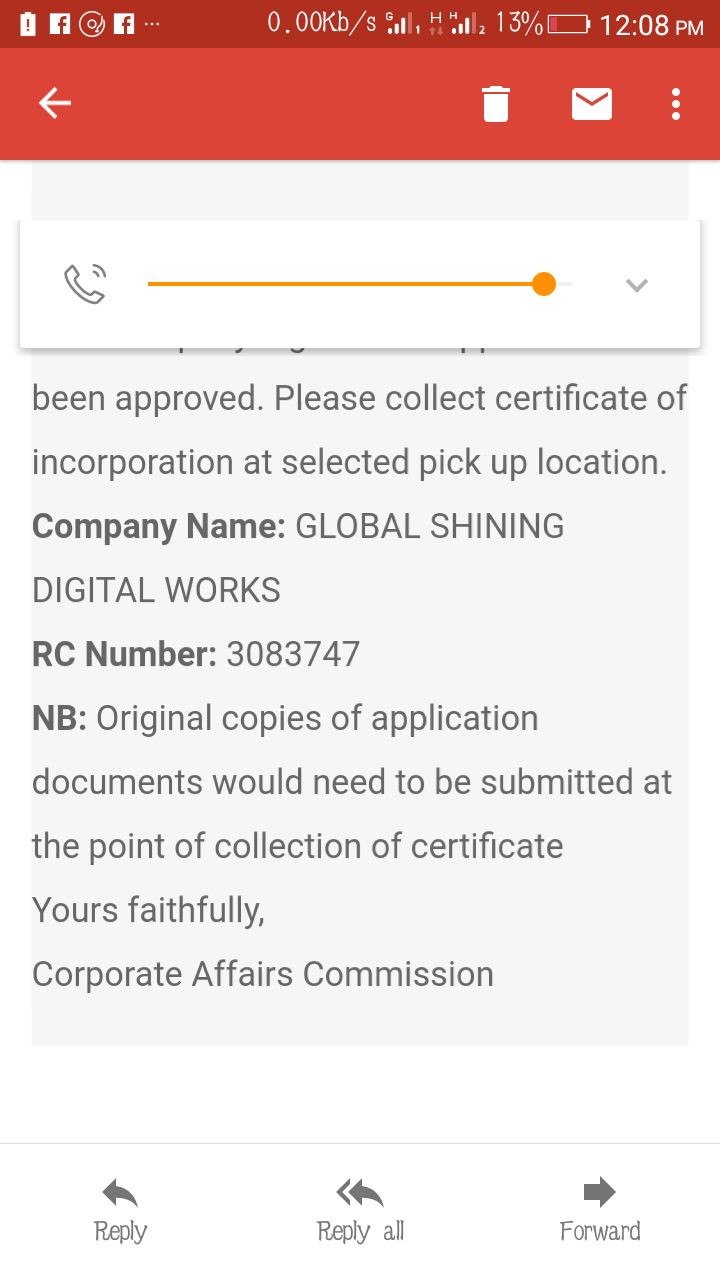 0.00Kb/s G 1 H H 2 13% 12:08 PM
been approved. Please collect certificate of
incorporation at selected pick up location.
Company Name: GLOBAL SHINING
DIGITAL WORKS
RC Number: 3083747
NB: Original copies of application
documents would need to be submitted at
the point of collection of certificate
Yours faithfully,
Corporate Affairs Commission
Reply
Reply all
Forward